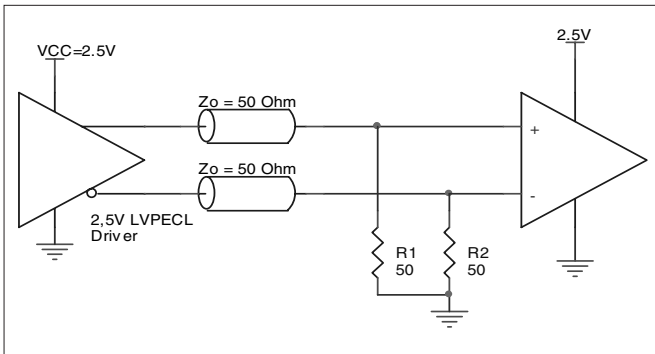 VCC=2.5V
2.5V
Zo = 50 Ohm
+
Zo = 50 Ohm
-
2,5V LVPECL
Driver
R1
50
R2
50